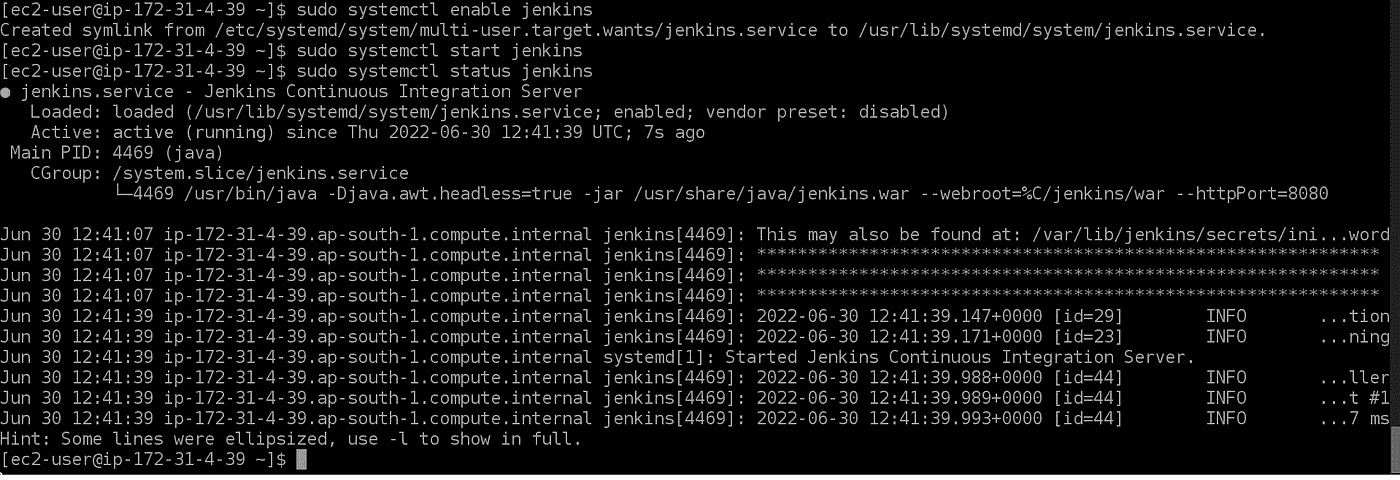 [ec2-user@ip-172-31-4-39 ~]$ sudo systemctl enable jenkins
Created symlink from /etc/systemd/system/multi-user.target.wants/jenkins.service to /usr/lib/systemd/system/jenkins.service.
[ec2-user@ip-172-31-4-39 ~]$ sudo systemctl start jenkins
[ec2-user@ip-172-31-4-39 ~]$ sudo systemctl status jenkins
● jenkins.service - Jenkins Continuous Integration Server
   Loaded: loaded (/usr/lib/systemd/system/jenkins.service; enabled; vendor preset: disabled)
   Active: active (running) since Thu 2022-06-30 12:41:39 UTC; 7s ago
 Main PID: 4469 (java)
   CGroup: /system.slice/jenkins.service
           └─4469 /usr/bin/java -Djava.awt.headless=true -jar /usr/share/java/jenkins.war --webroot=%C/jenkins/war --httpPort=8080
Jun 30 12:41:07 ip-172-31-4-39.ap-south-1.compute.internal jenkins[4469]: This may also be found at: /var/lib/jenkins/secrets/ini...word
Jun 30 12:41:07 ip-172-31-4-39.ap-south-1.compute.internal jenkins[4469]: *************************************************************
Jun 30 12:41:07 ip-172-31-4-39.ap-south-1.compute.internal jenkins[4469]: *************************************************************
Jun 30 12:41:07 ip-172-31-4-39.ap-south-1.compute.internal jenkins[4469]: *************************************************************
Jun 30 12:41:39 ip-172-31-4-39.ap-south-1.compute.internal jenkins[4469]: 2022-06-30 12:41:39.147+0000 [id=29]        INFO       ...tion
Jun 30 12:41:39 ip-172-31-4-39.ap-south-1.compute.internal jenkins[4469]: 2022-06-30 12:41:39.171+0000 [id=23]        INFO       ...ning
Jun 30 12:41:39 ip-172-31-4-39.ap-south-1.compute.internal systemd[1]: Started Jenkins Continuous Integration Server.
Jun 30 12:41:39 ip-172-31-4-39.ap-south-1.compute.internal jenkins[4469]: 2022-06-30 12:41:39.988+0000 [id=44]        INFO       ...ller
Jun 30 12:41:39 ip-172-31-4-39.ap-south-1.compute.internal jenkins[4469]: 2022-06-30 12:41:39.989+0000 [id=44]        INFO       ...t #1
Jun 30 12:41:39 ip-172-31-4-39.ap-south-1.compute.internal jenkins[4469]: 2022-06-30 12:41:39.993+0000 [id=44]        INFO       ...7 ms
Hint: Some lines were ellipsized, use -l to show in full.
[ec2-user@ip-172-31-4-39 ~]$